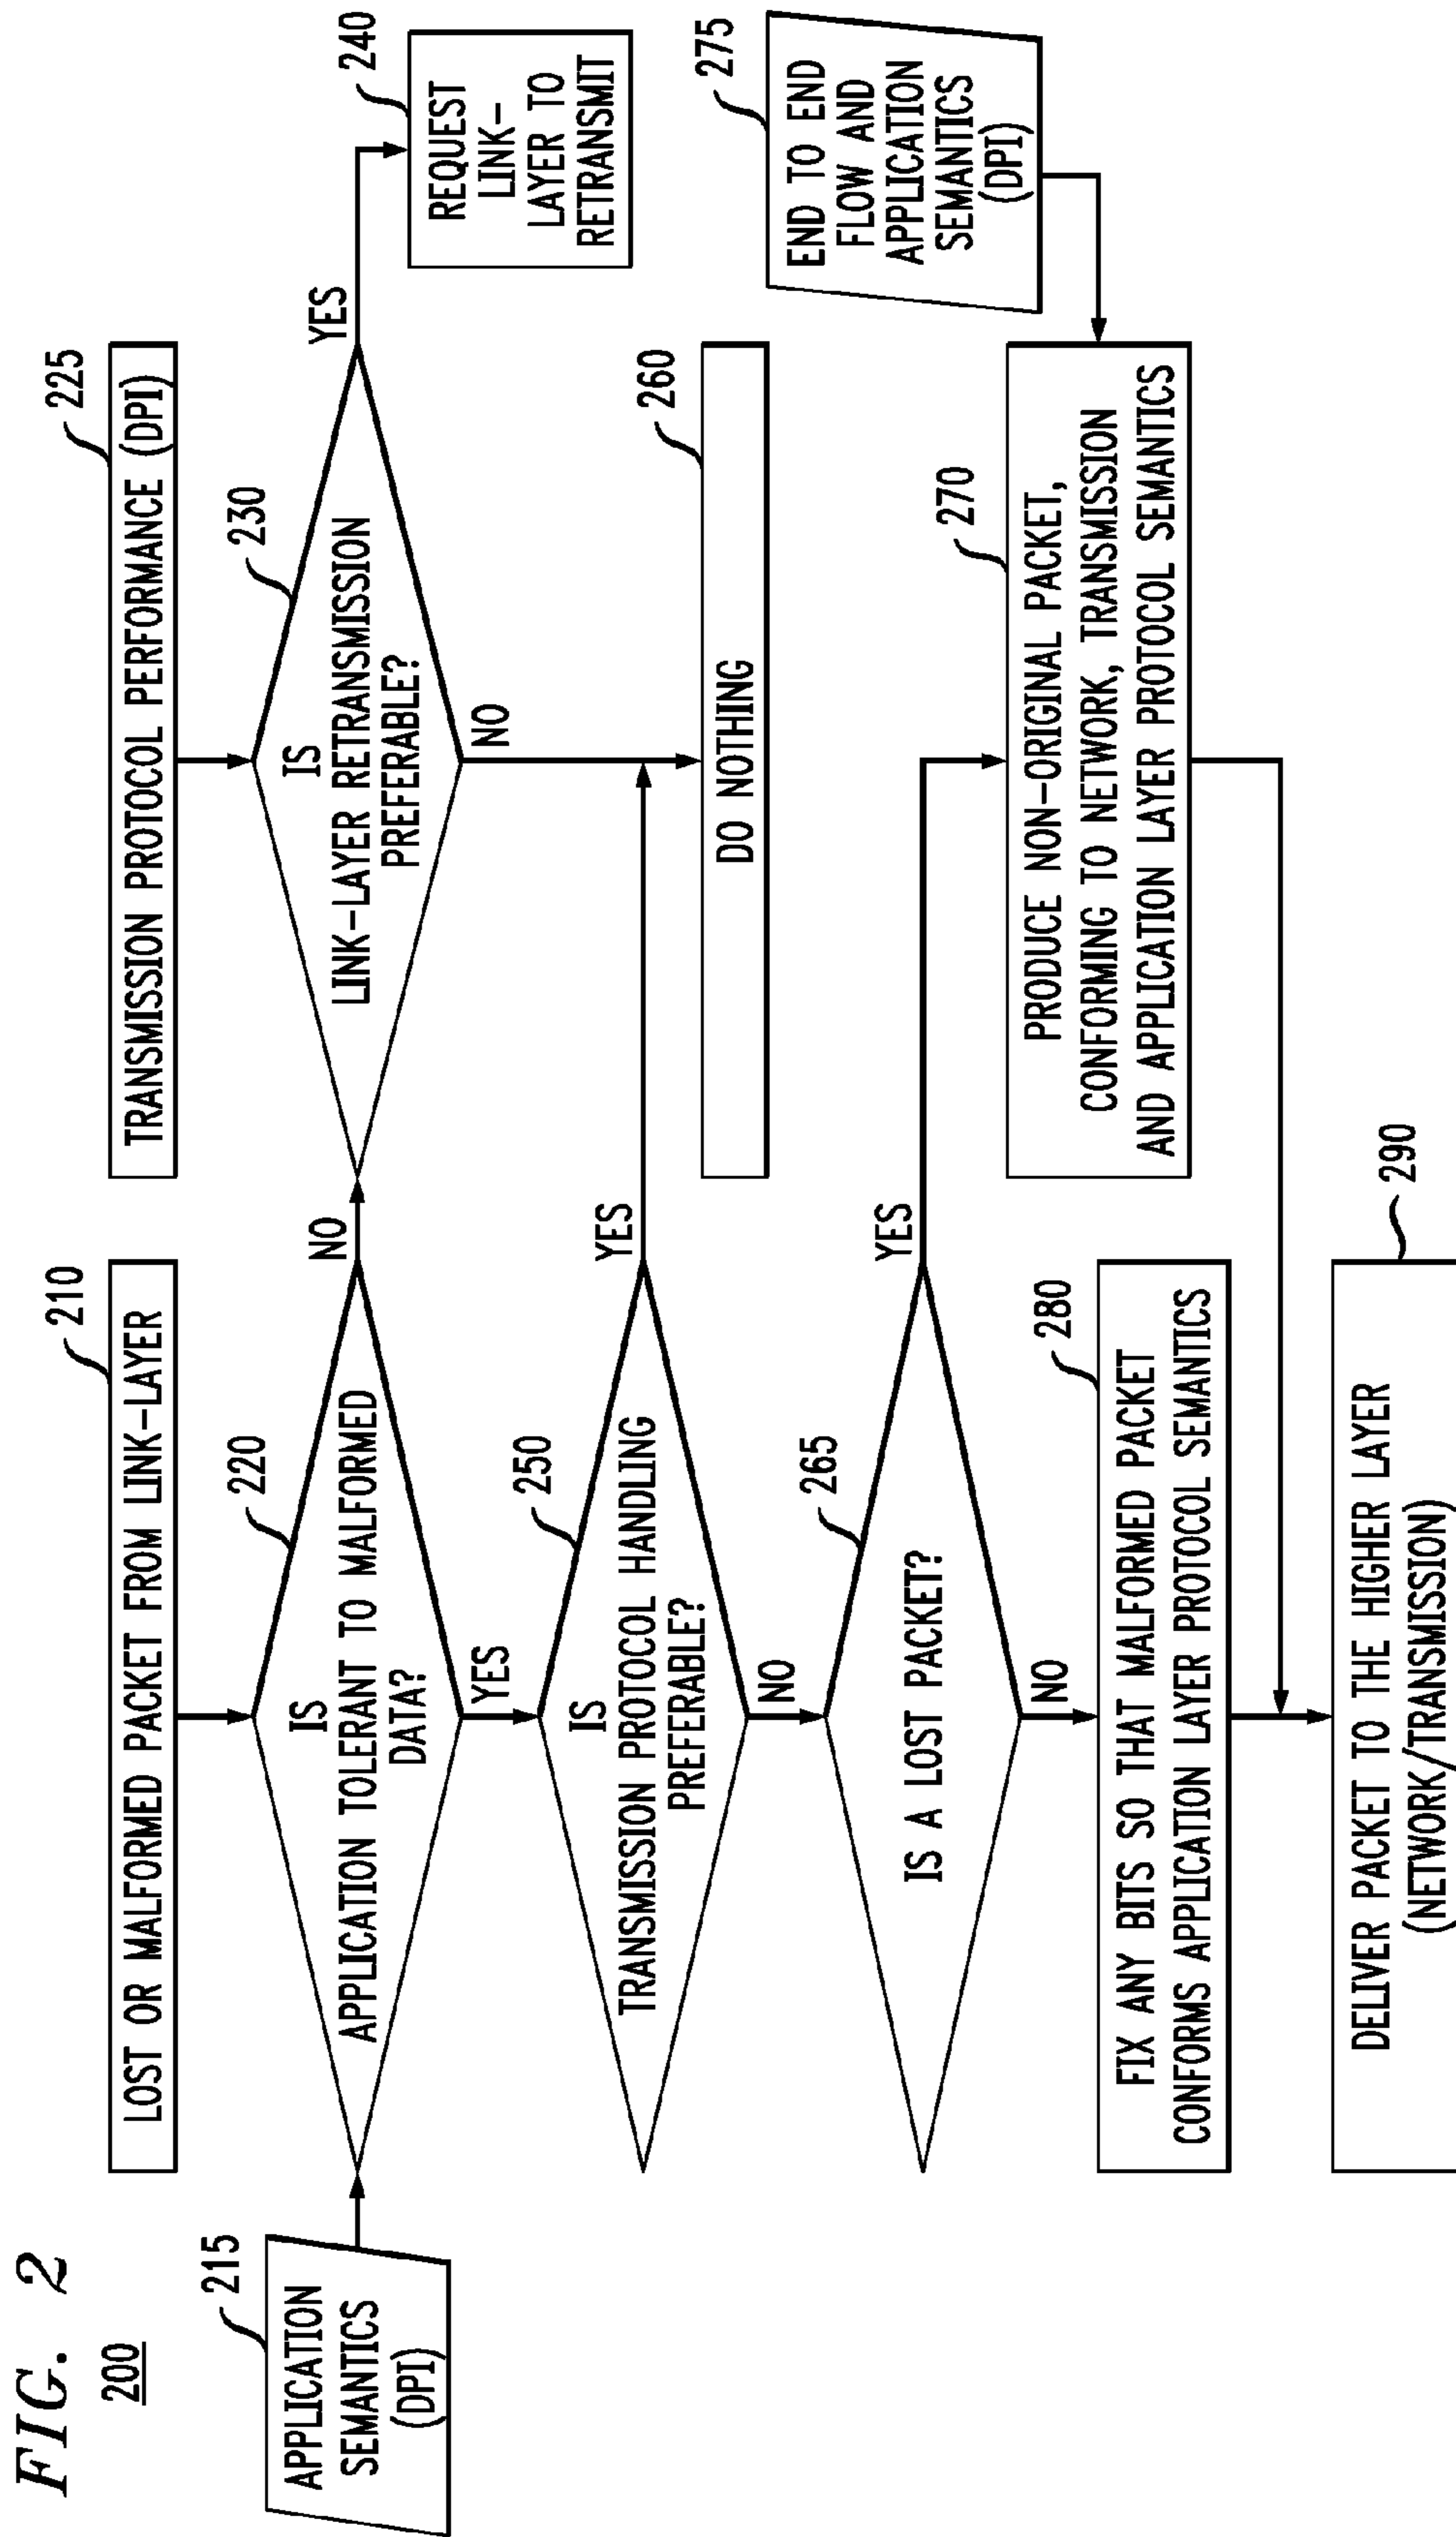 FIG. 2
200
210
LOST OR MALFORMED PACKET FROM LINK-LAYER
225
TRANSMISSION PROTOCOL PERFORMANCE (DPI)
215
APPLICATION
SEMANTICS
(DPI)
220
IS
APPLICATION TOLERANT TO MALFORMED
DATA?
NO
YES
230
IS
LINK-LAYER RETRANSMISSION
PREFERABLE?
YES
NO
240
REQUEST
LINK-
LAYER TO
RETRANSMIT
250
IS
TRANSMISSION PROTOCOL HANDLING
PREFERABLE?
YES
NO
260
DO NOTHING
265
IS A LOST PACKET?
YES
NO
270
PRODUCE NON-ORIGINAL PACKET,
CONFORMING TO NETWORK, TRANSMISSION
AND APPLICATION LAYER PROTOCOL SEMANTICS
275
END TO END
FLOW AND
APPLICATION
SEMANTICS
(DPI)
280
FIX ANY BITS SO THAT MALFORMED PACKET
CONFORMS APPLICATION LAYER PROTOCOL SEMANTICS
290
DELIVER PACKET TO THE HIGHER LAYER
(NETWORK/TRANSMISSION)